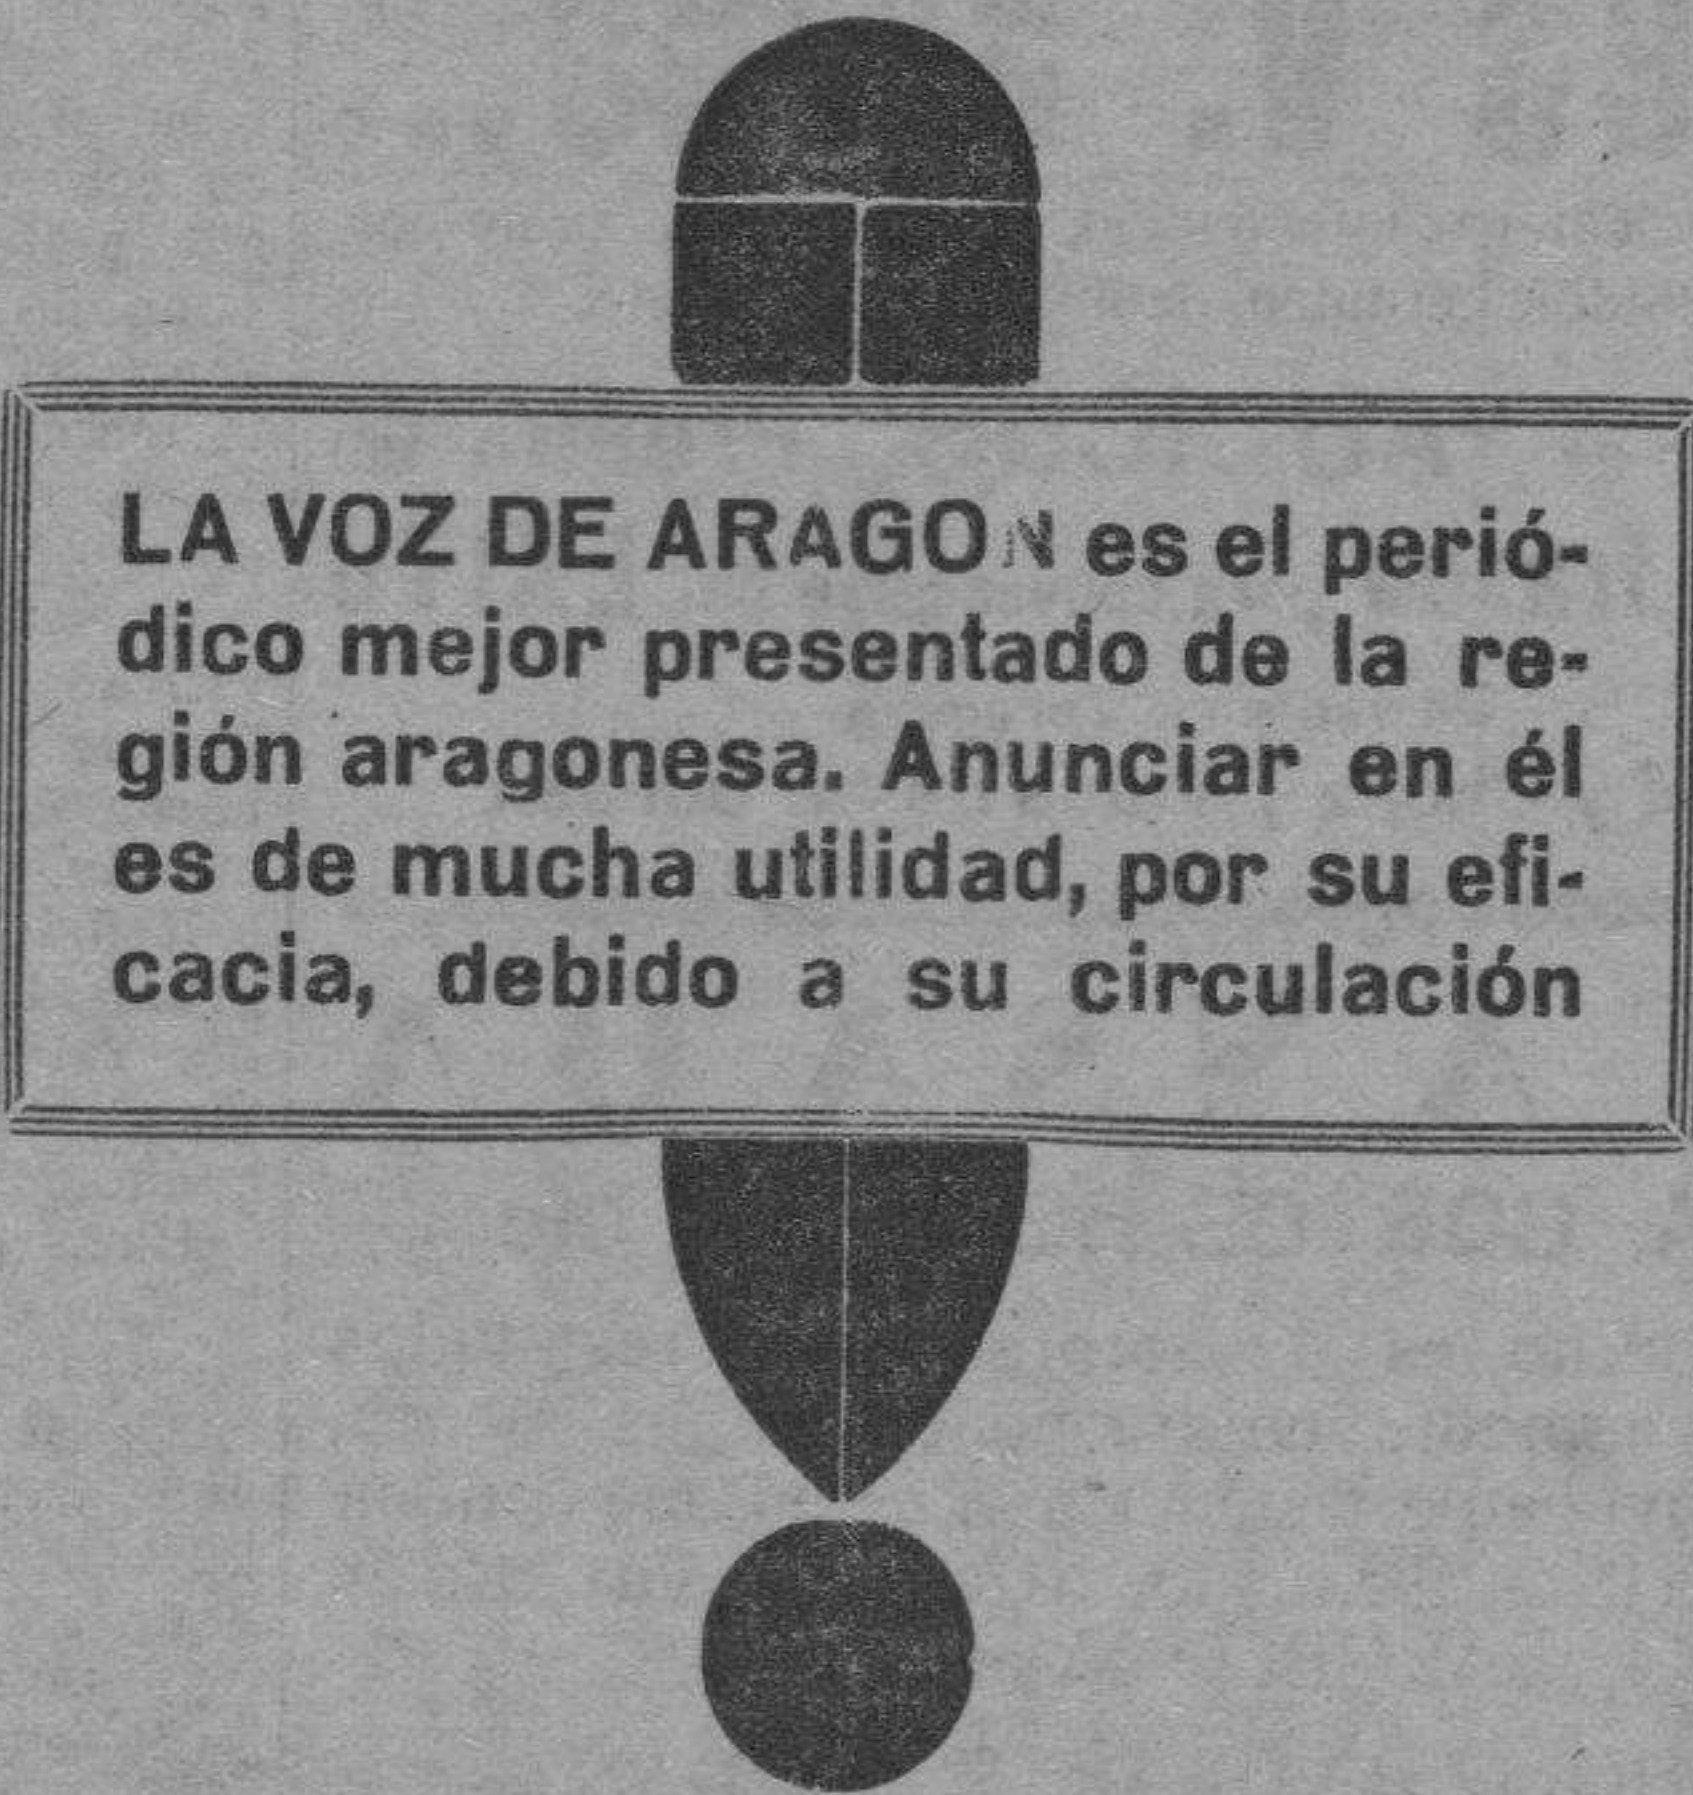 LA VOZ DE ARAGON es el perió-
dico mejor presentado de la re-
gión aragonesa. Anunciar en él
es de mucha utilidad, por su efi-
cacia, debido a su circulación